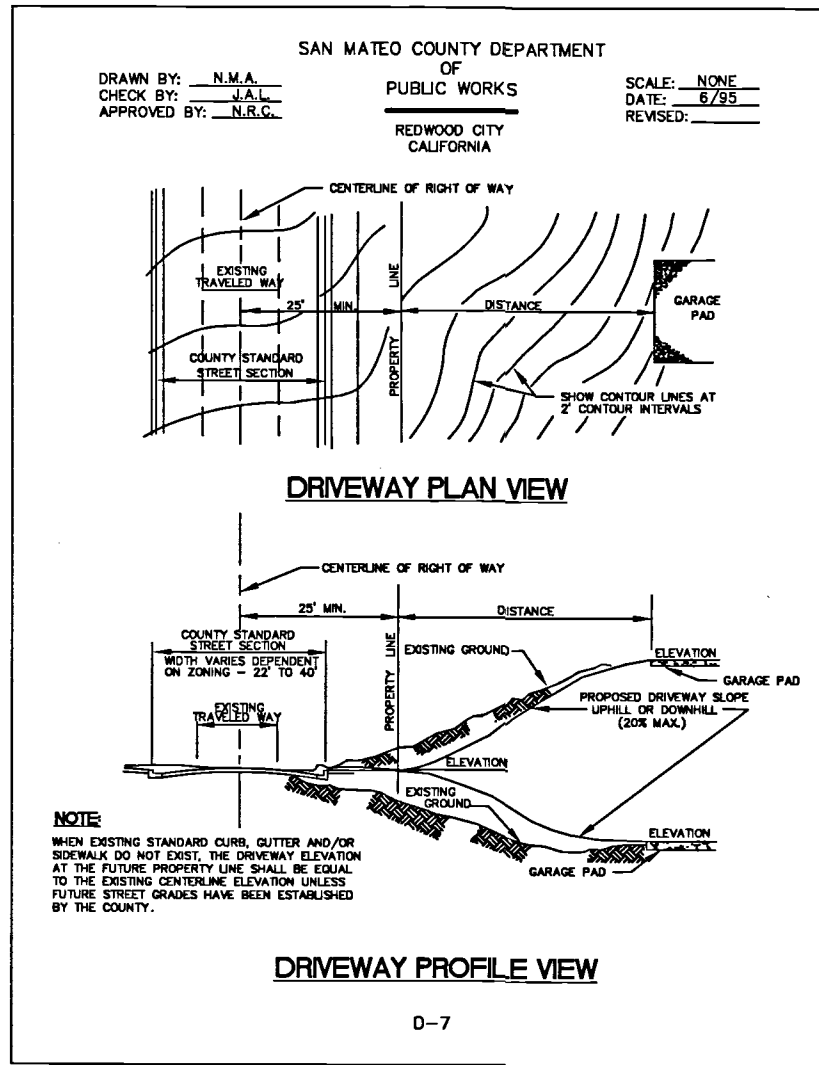 SAN MATEO COUNTY DEPARTMENT
OF
PUBLIC WORKS
REDWOOD CITY
CALIFORNIA
DRAWN BY: N.M.A.
CHECK BY: J.A.L.
APPROVED BY: N.R.C.
SCALE: NONE
DATE: 6/95
REVISED:
CENTERLINE OF RIGHT OF WAY
EXISTING
TRAVELED WAY
25' MIN.
PROPERTY LINE
DISTANCE
GARAGE
PAD
COUNTY STANDARD
STREET SECTION
SHOW CONTOUR LINES AT
2' CONTOUR INTERVALS
DRIVEWAY PLAN VIEW
CENTERLINE OF RIGHT OF WAY
25' MIN.
DISTANCE
COUNTY STANDARD
STREET SECTION
WIDTH VARIES DEPENDENT
ON ZONING - 22' TO 40'
PROPERTY LINE
EXISTING GROUND
ELEVATION
GARAGE PAD
PROPOSED DRIVEWAY SLOPE
UPHILL OR DOWNHILL
(20% MAX.)
EXISTING
TRAVELED WAY
ELEVATION
EXISTING
GROUND
ELEVATION
GARAGE PAD
NOTE:
WHEN EXISTING STANDARD CURB, GUTTER AND/OR
SIDEWALK DO NOT EXIST, THE DRIVEWAY ELEVATION
AT THE FUTURE PROPERTY LINE SHALL BE EQUAL
TO THE EXISTING CENTERLINE ELEVATION UNLESS
FUTURE STREET GRADES HAVE BEEN ESTABLISHED
BY THE COUNTY.
DRIVEWAY PROFILE VIEW
D-7